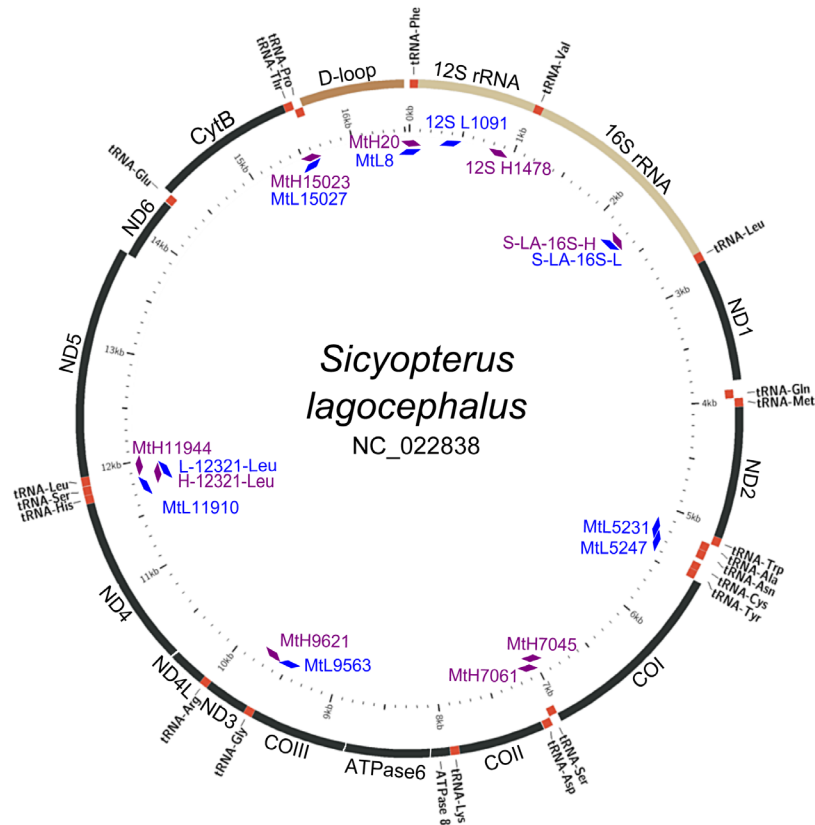 tRNA-Phe
12S rRNA
tRNA-Val
16S rRNA
tRNA-Leu
ND1
tRNA-Gln
tRNA-Met
ND2
tRNA-Trp
tRNA-Ala
tRNA-Asn
tRNA-Cys
tRNA-Tyr
COI
tRNA-Ser
tRNA-Asp
COII
tRNA-Lys
ATPase 8
ATPase6
COIII
tRNA-Gly
ND3
tRNA-Arg
ND4L
ND4
tRNA-His
tRNA-Ser
tRNA-Leu
ND5
ND6
tRNA-Glu
CytB
tRNA-Thr
tRNA-Pro
D-loop
0kb
1kb
2kb
3kb
4kb
5kb
6kb
7kb
8kb
9kb
10kb
11kb
12kb
13kb
14kb
15kb
16kb
MtH20
MtL8
12S L1091
12S H1478
S-LA-16S-H
S-LA-16S-L
MtL5231
MtL5247
MtH7045
MtH7061
MtH9621
MtL9563
MtH11944
L-12321-Leu
H-12321-Leu
MtL11910
MtH15023
MtL15027
Sicyopterus
lagocephalus
NC_022838